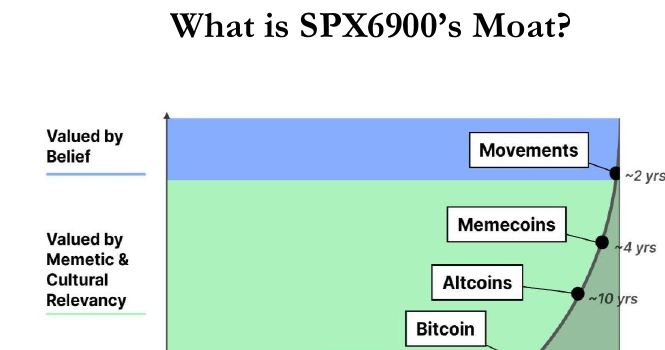 What is SPX6900’s Moat?
Valued by
Belief
Movements
~2 yrs
Valued by
Memetic &
Cultural
Relevancy
Memecoins
~4 yrs
Altcoins
~10 yrs
Bitcoin